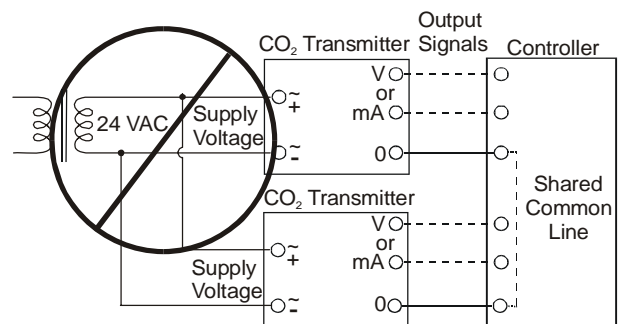 Output
Signals
CO₂ Transmitter
Controller
V
or
mA
0
~
+
~
-
24 VAC
Supply
Voltage
Shared
Common
Line
CO₂ Transmitter
V
or
mA
0
~
+
~
-
Supply
Voltage